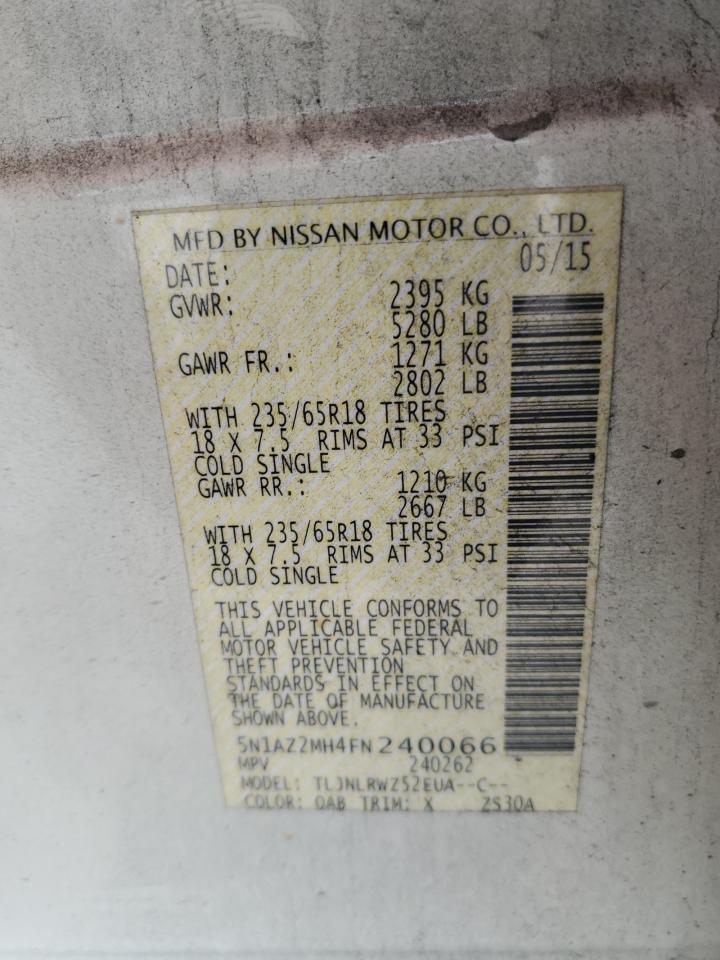 MFD BY NISSAN MOTOR CO., LTD.
DATE: 05/15
GVWR: 2395 KG
5280 LB
GAWR FR.: 1271 KG
2802 LB
WITH 235/65R18 TIRES
18 X 7.5 RIMS AT 33 PSI
COLD SINGLE
GAWR RR.: 1210 KG
2667 LB
WITH 235/65R18 TIRES
18 X 7.5 RIMS AT 33 PSI
COLD SINGLE
THIS VEHICLE CONFORMS TO
ALL APPLICABLE FEDERAL
MOTOR VEHICLE SAFETY AND
THEFT PREVENTION
STANDARDS IN EFFECT ON
THE DATE OF MANUFACTURE
SHOWN ABOVE.
5N1AZ2MH4FN240066
MPV 240262
MODEL: TLJNLRWZ52EUA--C--
COLOR: QAB TRIM: X ZS30A